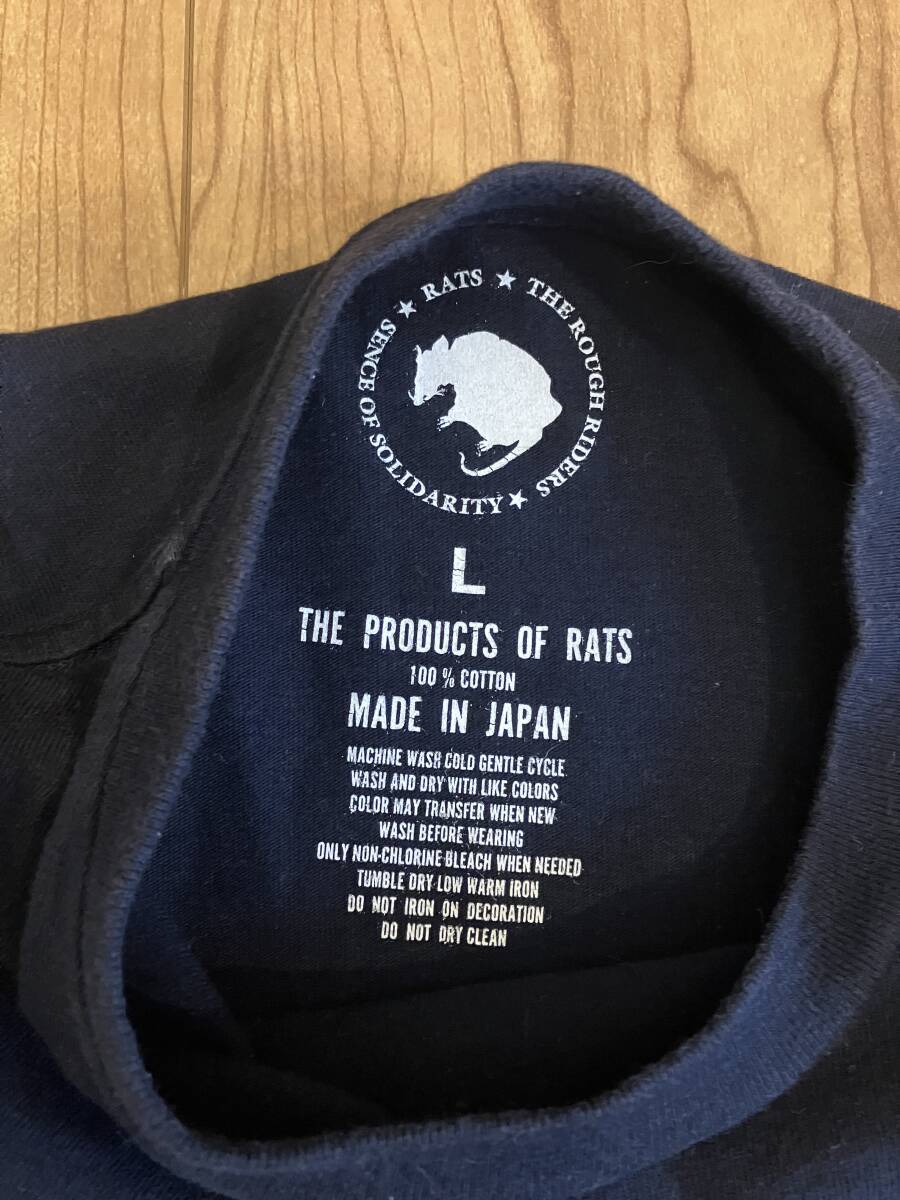 ★ RATS ★ THE ROUGH RIDERS ★ SENCE OF SOLIDARITY
L
THE PRODUCTS OF RATS
100 % COTTON
MADE IN JAPAN
MACHINE WASH COLD GENTLE CYCLE
WASH AND DRY WITH LIKE COLORS
COLOR MAY TRANSFER WHEN NEW
WASH BEFORE WEARING
ONLY NON-CHLORINE BLEACH WHEN NEEDED
TUMBLE DRY LOW WARM IRON
DO NOT IRON ON DECORATION
DO NOT DRY CLEAN